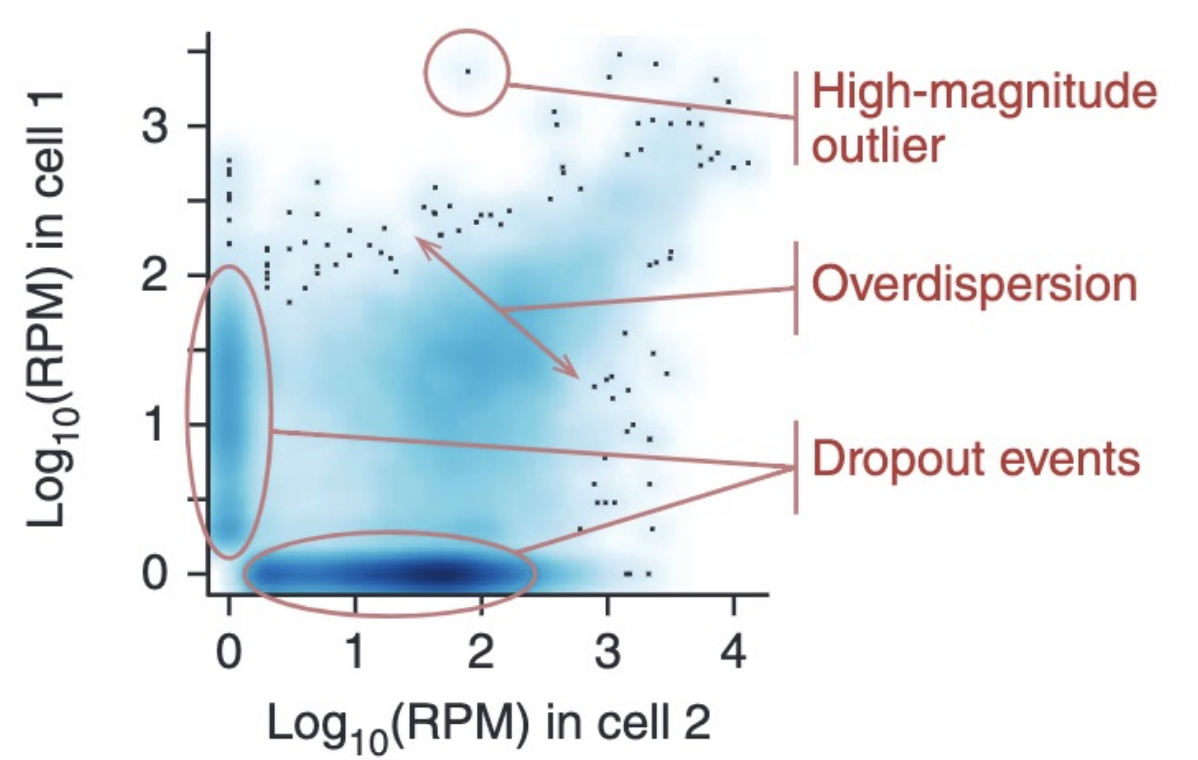 High-magnitude
outlier
Overdispersion
Dropout events
Log10(RPM) in cell 1
3
2
1
0
0 1 2 3 4
Log10(RPM) in cell 2